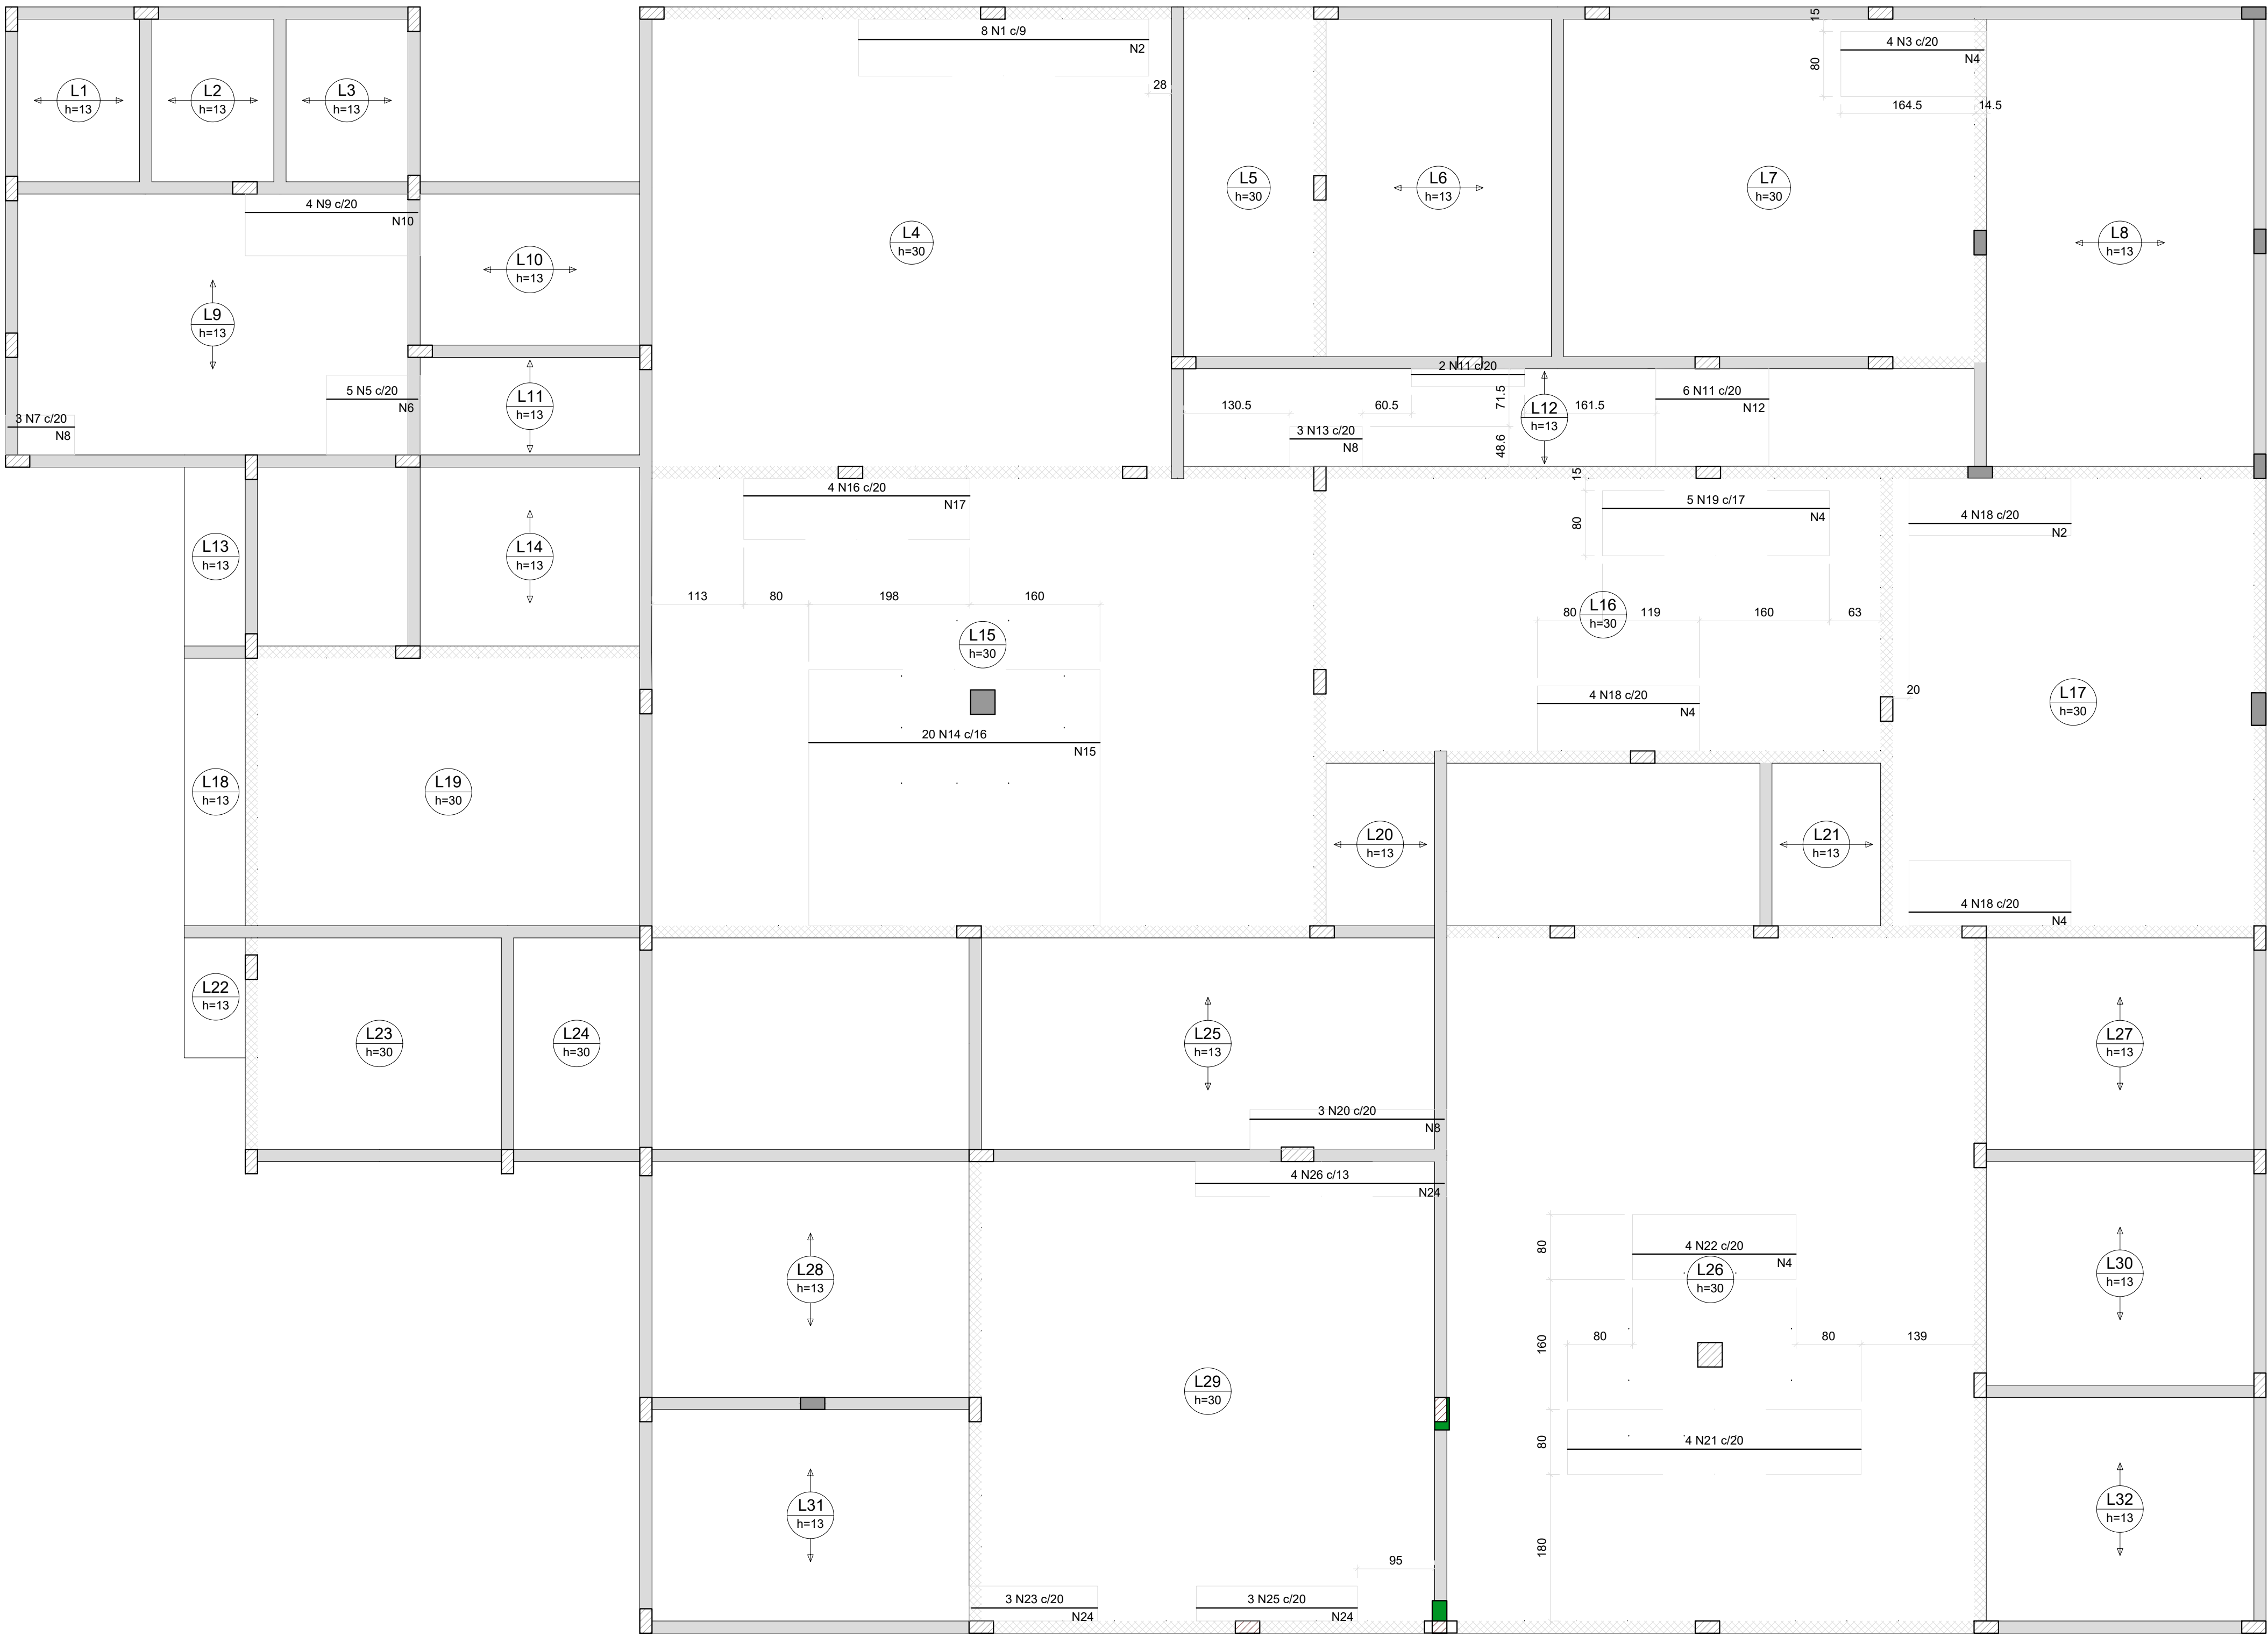 8 N1 c/9
N2
28
15
4 N3 c/20
N4
80
164.5
14.5
L1
h=13
L2
h=13
L3
h=13
L5
h=30
L6
h=13
L7
h=30
4 N9 c/20
N10
L4
h=30
L8
h=13
L10
h=13
L9
h=13
5 N5 c/20
N6
3 N7 c/20
N8
L11
h=13
2 N11 c/20
71.5
130.5
60.5
L12
h=13
161.5
6 N11 c/20
N12
3 N13 c/20
N8
48.6
15
4 N16 c/20
N17
5 N19 c/17
N4
80
4 N18 c/20
N2
L13
h=13
L14
h=13
113
80
198
160
L15
h=30
80
L16
h=30
119
160
63
4 N18 c/20
N4
20
L17
h=30
20 N14 c/16
N15
L18
h=13
L19
h=30
L20
h=13
L21
h=13
4 N18 c/20
N4
L22
h=13
L23
h=30
L24
h=30
L25
h=13
L27
h=13
3 N20 c/20
N8
4 N26 c/13
N24
L28
h=13
80
4 N22 c/20
N4
L26
h=30
L30
h=13
160
80
80
139
L29
h=30
80
4 N21 c/20
L31
h=13
L32
h=13
180
95
3 N23 c/20
N24
3 N25 c/20
N24